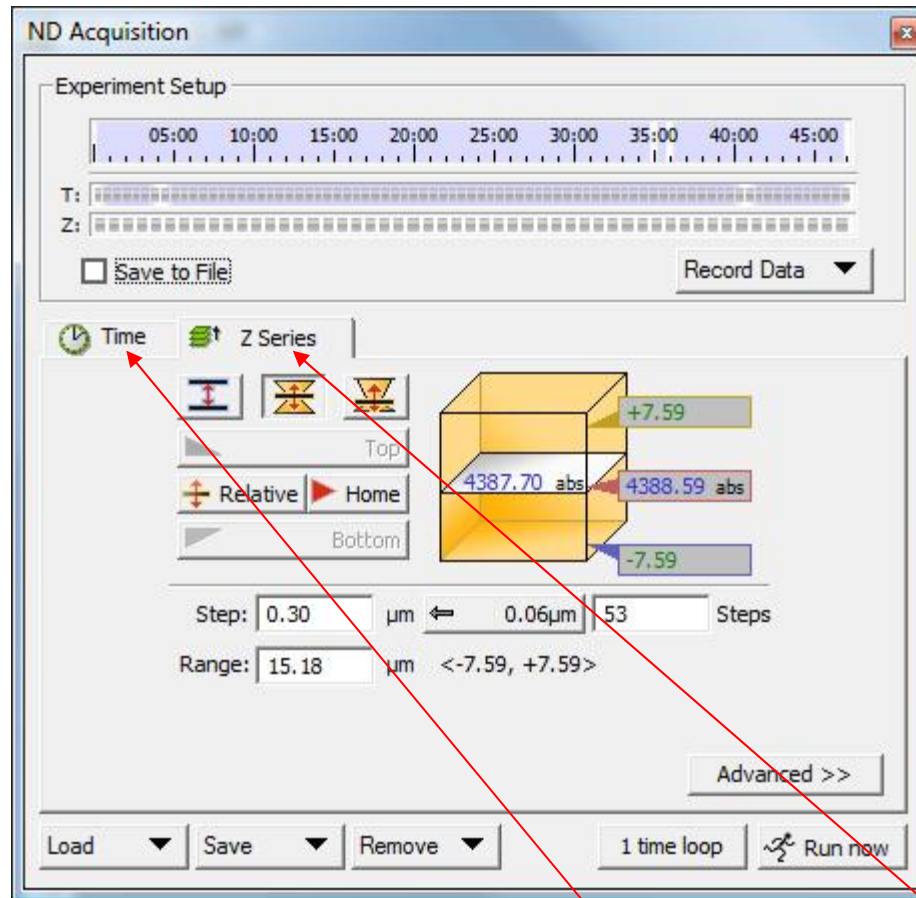 ND Acquisition
Experiment Setup
05:00 10:00 15:00 20:00 25:00 30:00 35:00 40:00 45:00
T:
Z:
Save to File
Record Data
Time Z Series
Top
+7.59
Relative Home
4387.70 abs 4388.59 abs
Bottom
-7.59
Step: 0.30 µm 0.06µm 53 Steps
Range: 15.18 µm <-7.59, +7.59>
Advanced >>
Load Save Remove 1 time loop Run now